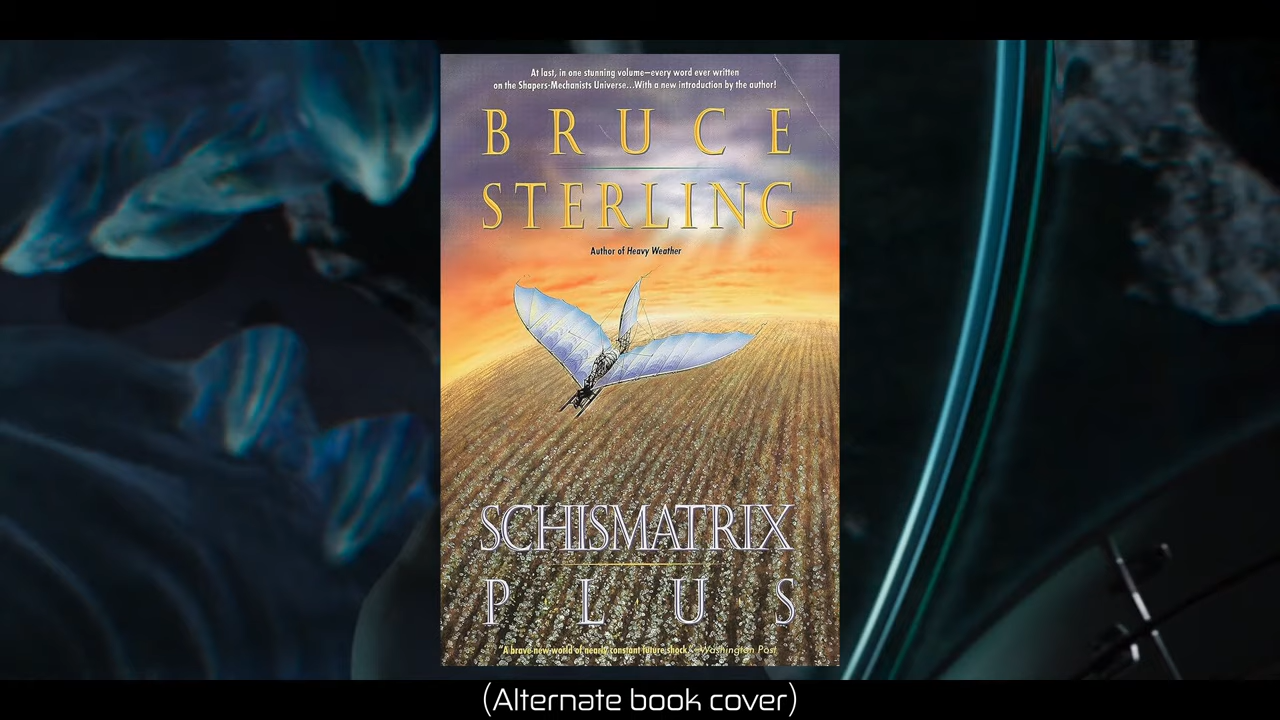 At last, in one stunning volume—every word ever written
on the Shapers-Mechanists Universe...With a new introduction by the author!
BRUCE
STERLING
Author of Heavy Weather
SCHISMATRIX
PLUS
"A brave new world of nearly constant future shock."—Washington Post
(Alternate book cover)